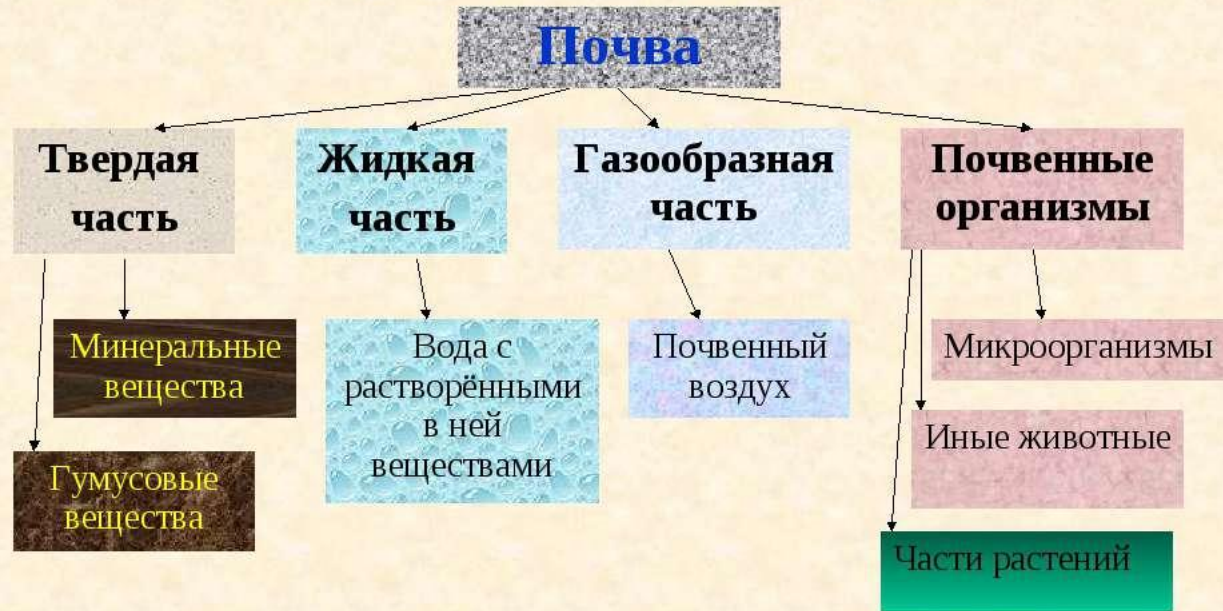 Почва
Твердая
часть
Жидкая
часть
Газообразная
часть
Почвенные
организмы
Минеральные
вещества
Гумусовые
вещества
Вода с
растворёнными
в ней
веществами
Почвенный
воздух
Микроорганизмы
Иные животные
Части растений